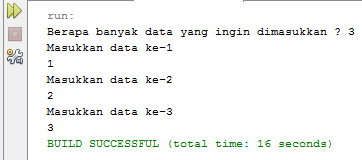 run:
Berapa banyak data yang ingin dimasukkan ? 3
Masukkan data ke-1
1
Masukkan data ke-2
2
Masukkan data ke-3
3
BUILD SUCCESSFUL (total time: 16 seconds)